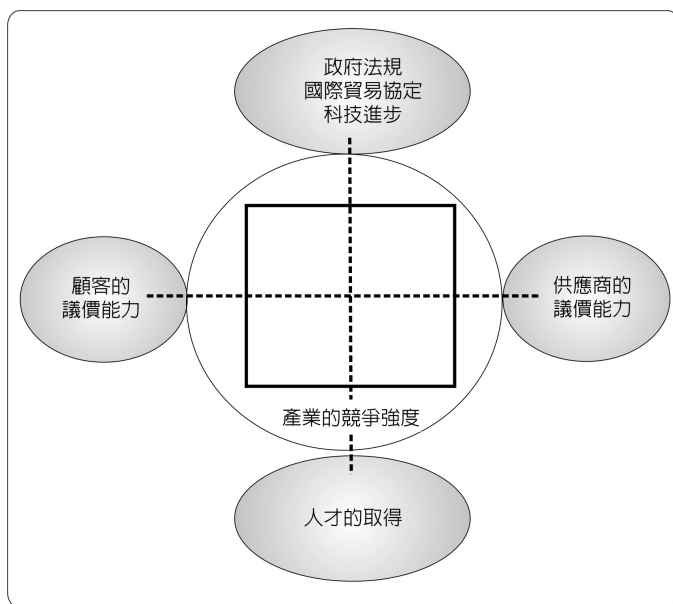 政府法規
國際貿易協定
科技進步
顧客的
議價能力
供應商的
議價能力
產業的競爭強度
人才的取得